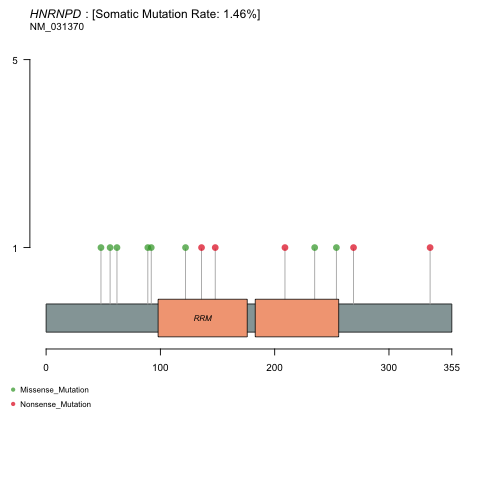 HNRNPD : [Somatic Mutation Rate: 1.46%]
NM_031370
5
1
RRM
0 100 200 300 355
Missense_Mutation
Nonsense_Mutation